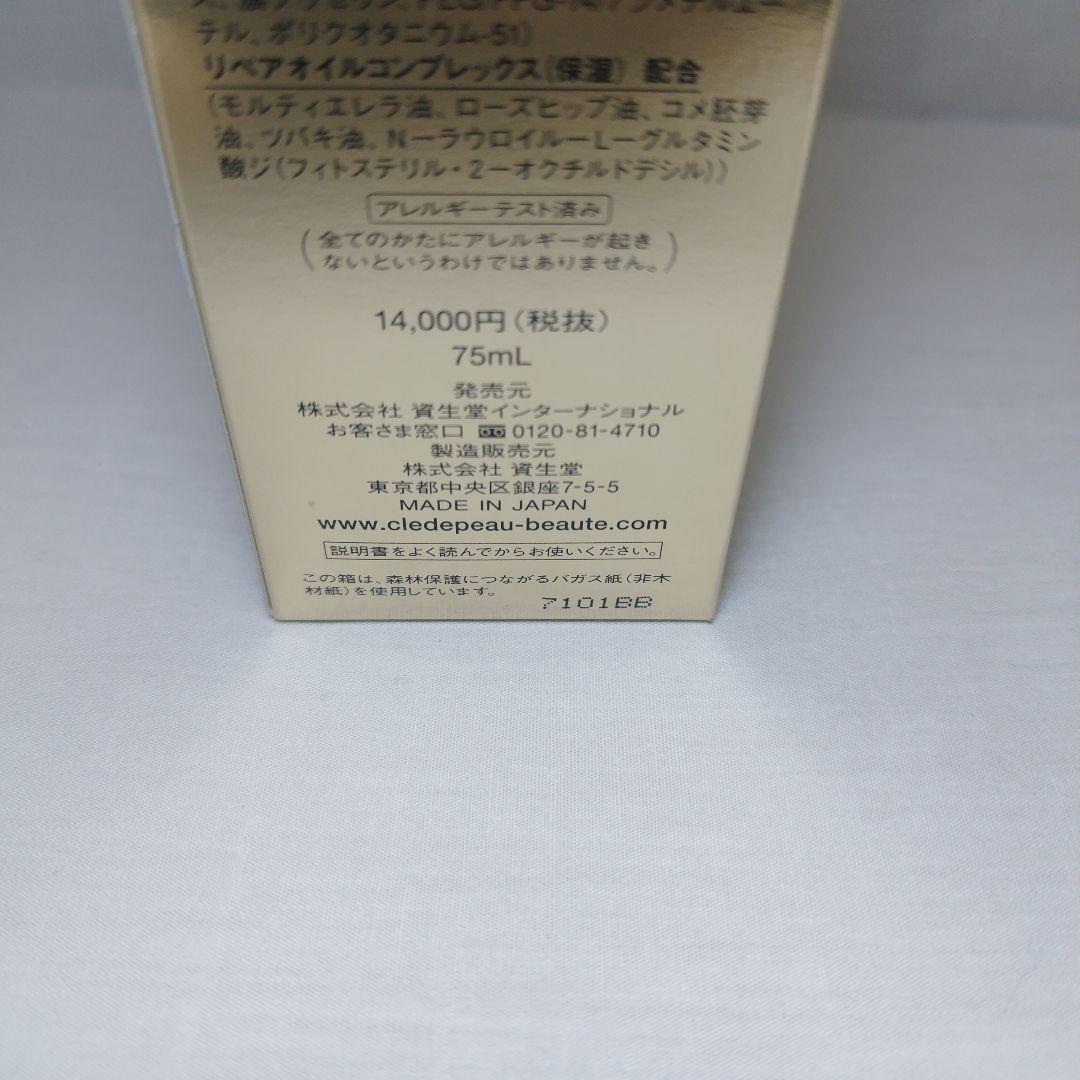 テル、ポリクオタニウム-51)
リペアオイルコンプレックス(保湿) 配合
(モルティエレラ油、ローズヒップ油、コメ胚芽
油、ツバキ油、N-ラウロイル-L-グルタミン
酸ジ(フィトステリル・2-オクチルドデシル))
アレルギーテスト済み
(全てのかたにアレルギーが起き
ないというわけではありません。)
14,000円(税抜)
75mL
発売元
株式会社 資生堂インターナショナル
お客さま窓口 0120-81-4710
製造販売元
株式会社 資生堂
東京都中央区銀座7-5-5
MADE IN JAPAN
www.cledepeau-beaute.com
説明書をよく読んでからお使いください。
この箱は、森林保護につながるバガス紙(非木
材紙)を使用しています。
7101BB